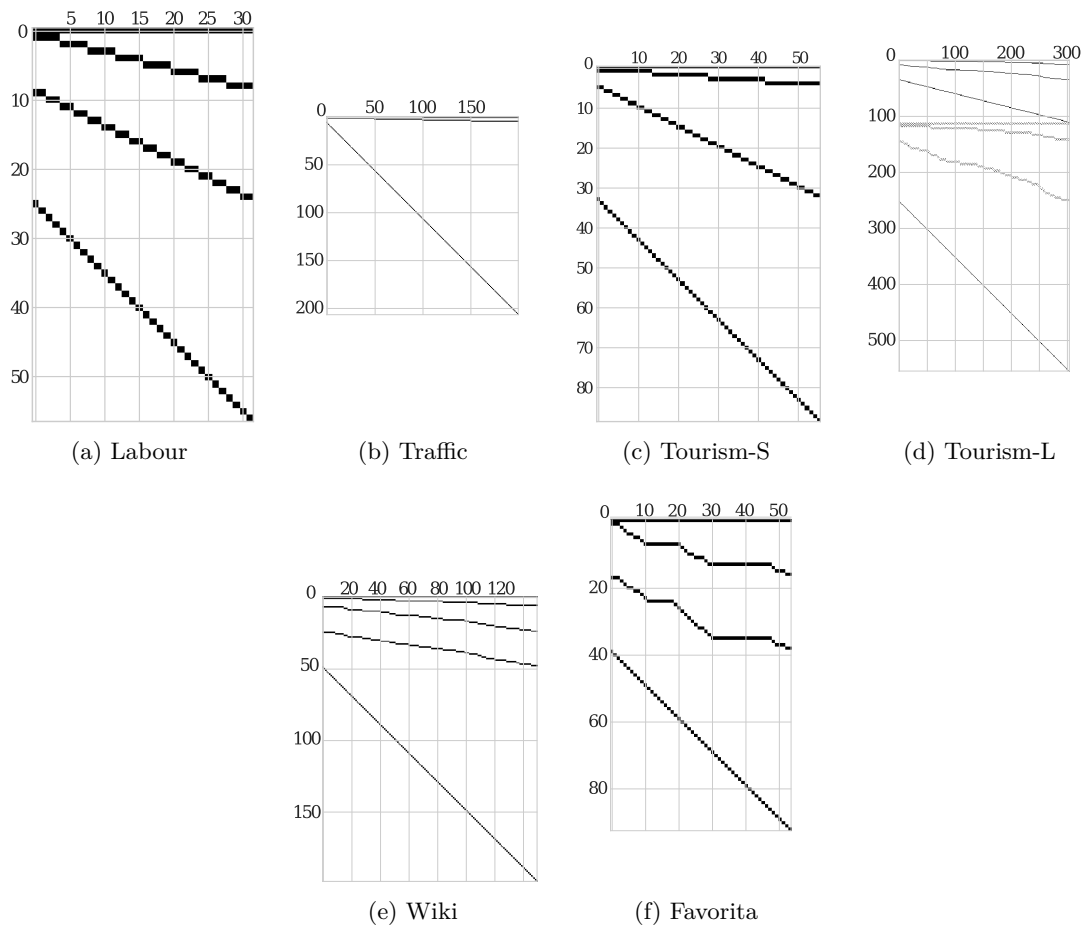 0 5 10 15 20 25 30
10
20
30
40
50
(a) Labour
0 50 100 150
50
100
150
200
(b) Traffic
0 10 20 30 40 50
10
20
30
40
50
60
70
80
(c) Tourism-S
0 100 200 300
100
200
300
400
500
(d) Tourism-L
0 20 40 60 80 100 120
50
100
150
(e) Wiki
0 10 20 30 40 50
20
40
60
80
(f) Favorita